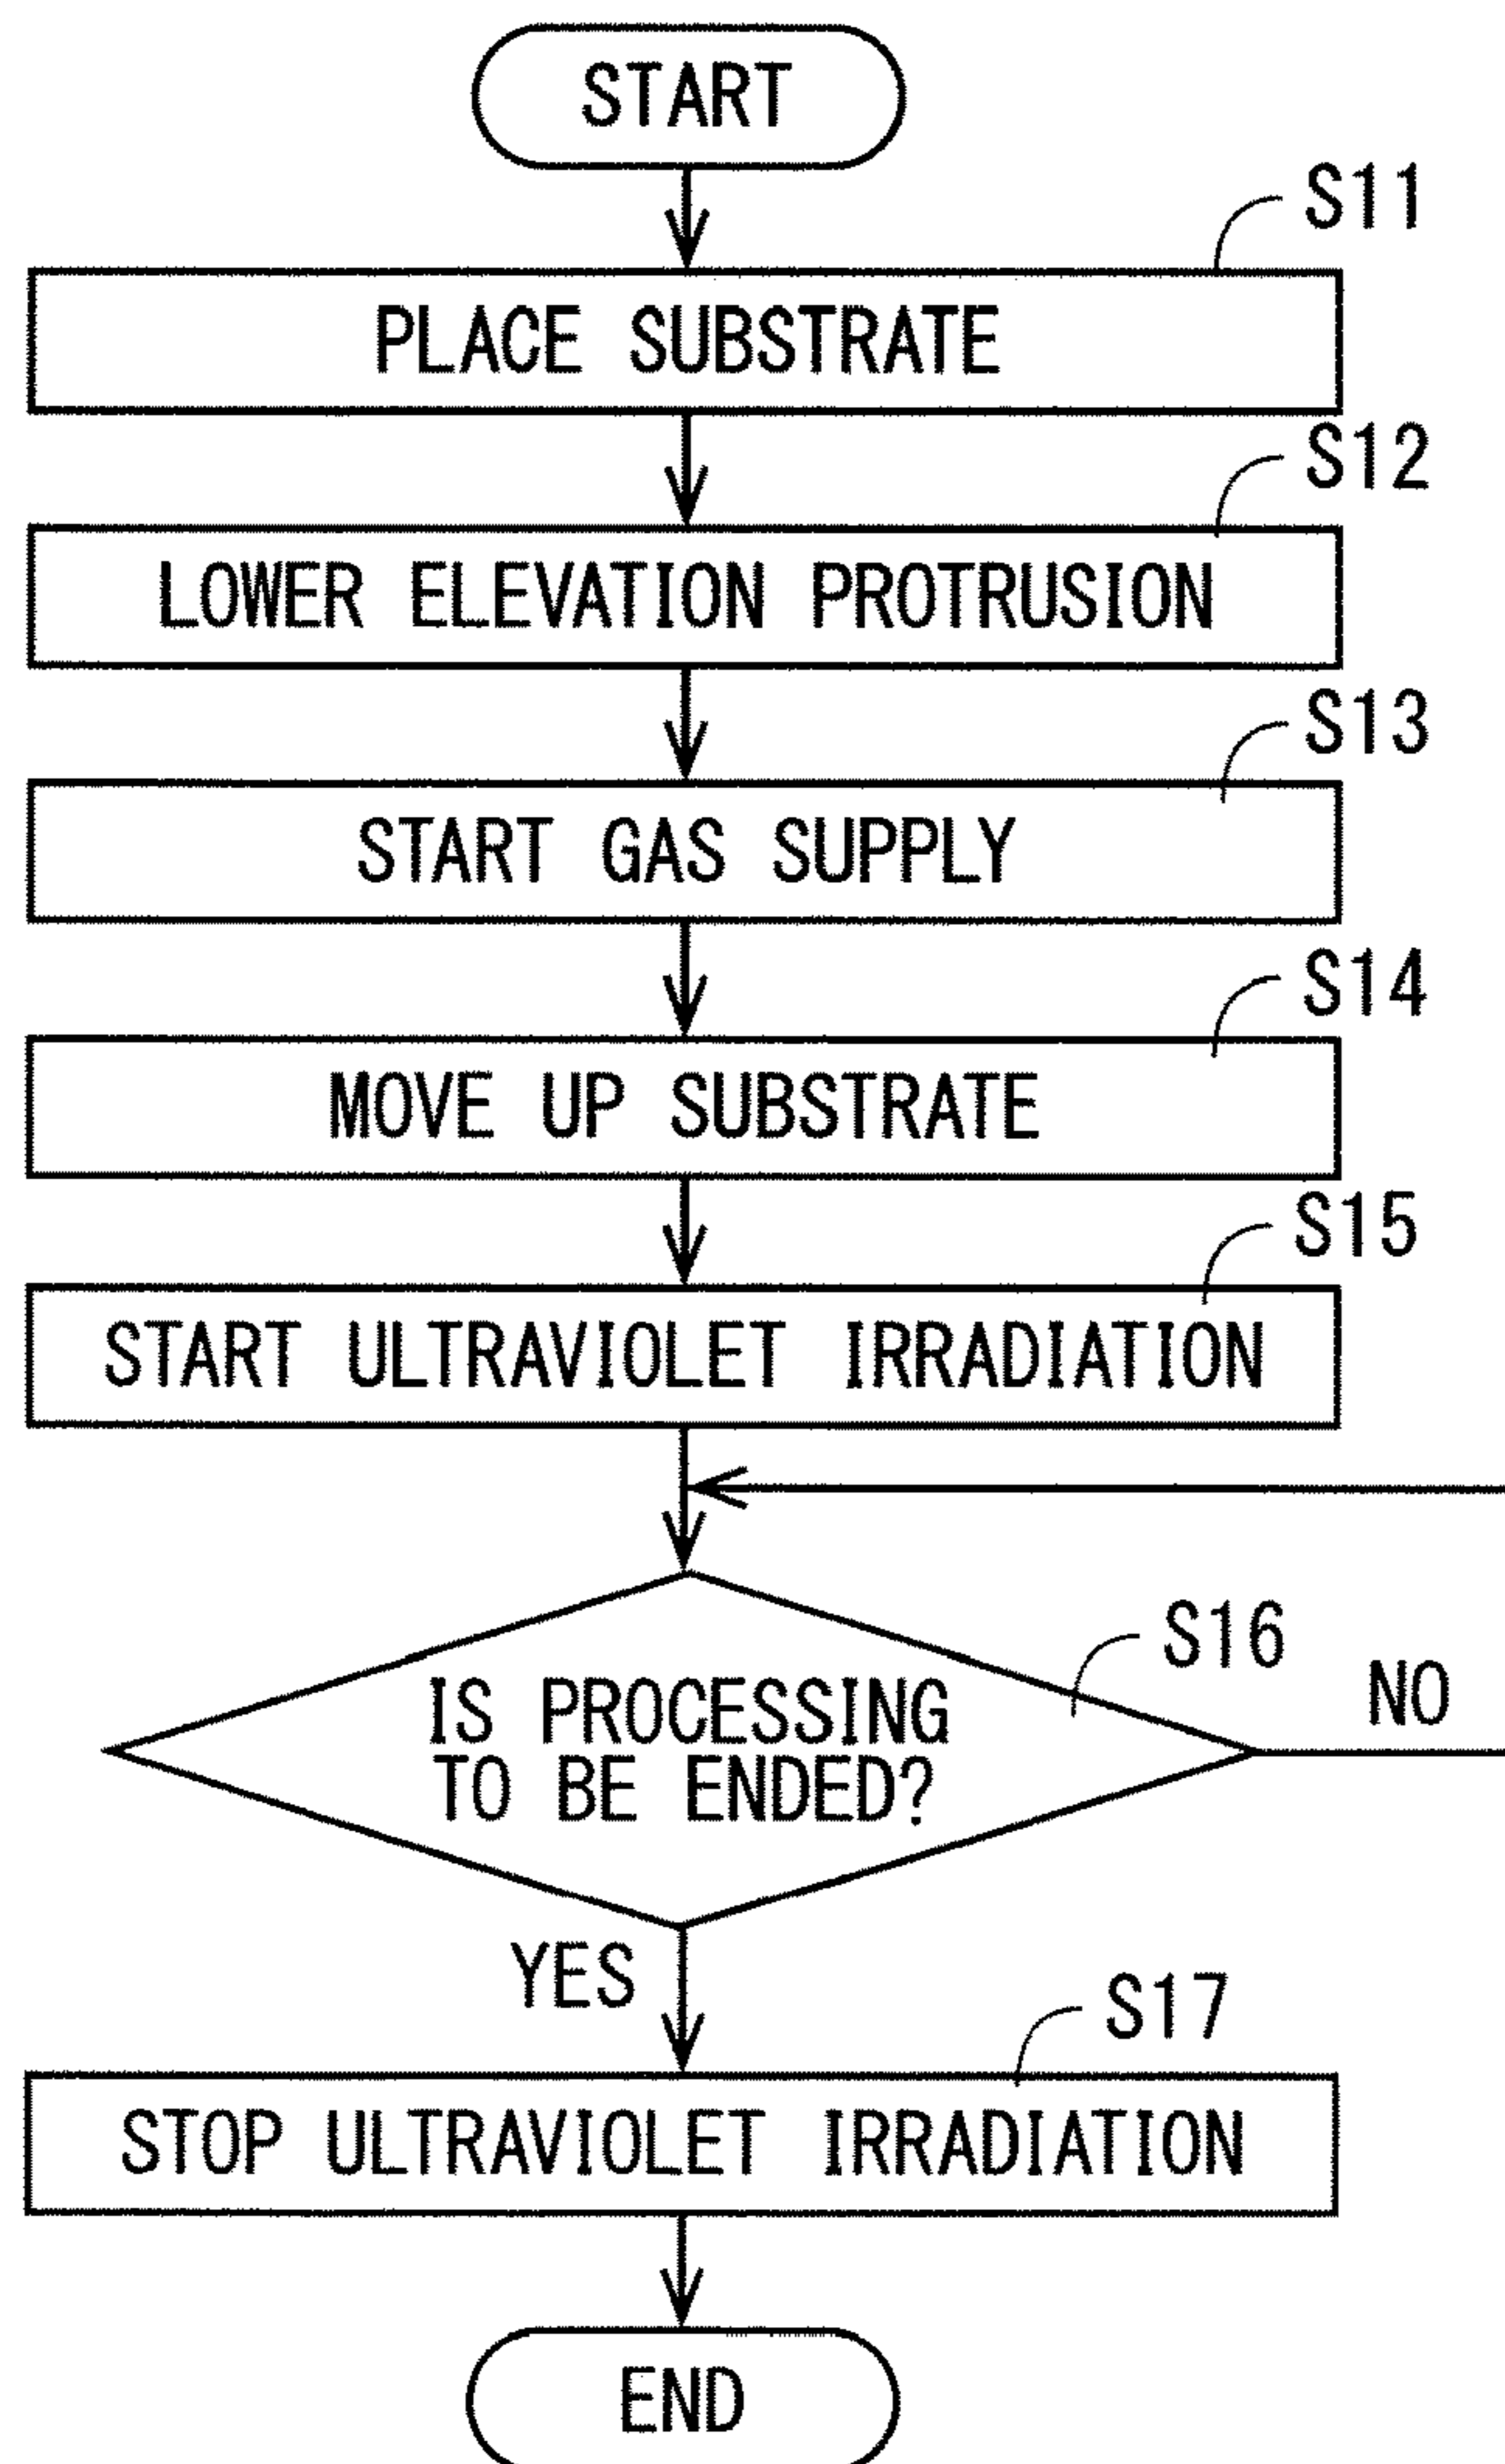 START
S11
PLACE SUBSTRATE
S12
LOWER ELEVATION PROTRUSION
S13
START GAS SUPPLY
S14
MOVE UP SUBSTRATE
S15
START ULTRAVIOLET IRRADIATION
S16
IS PROCESSING
TO BE ENDED?
NO
YES
S17
STOP ULTRAVIOLET IRRADIATION
END